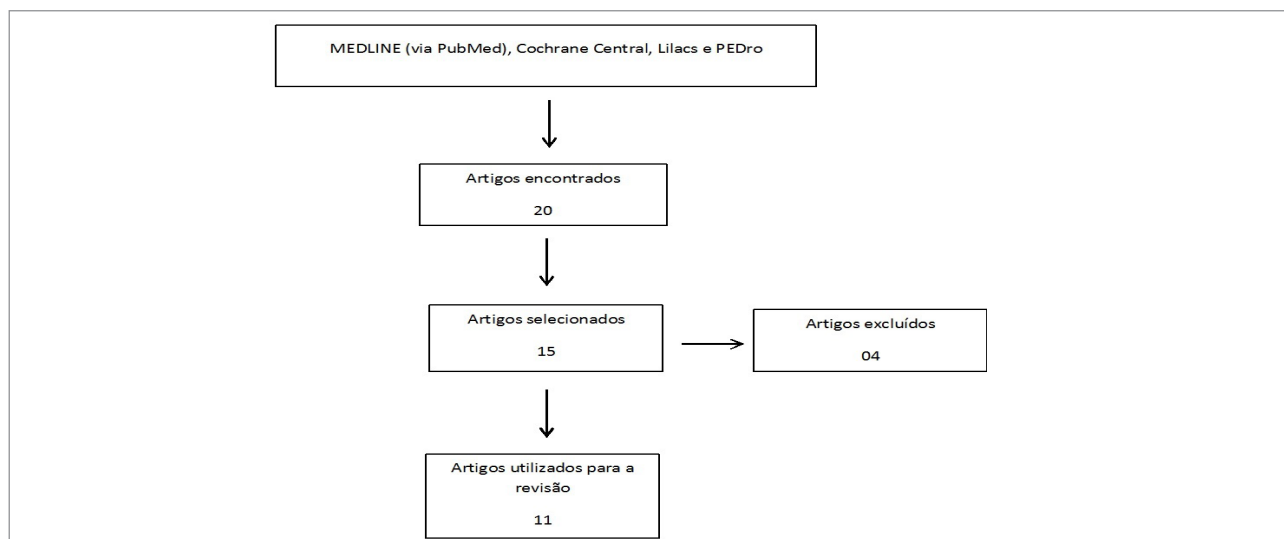 MEDLINE (via PubMed), Cochrane Central, Lilacs e PEDro
Artigos encontrados
20
Artigos selecionados
15
Artigos excluídos
04
Artigos utilizados para a
revisão
11